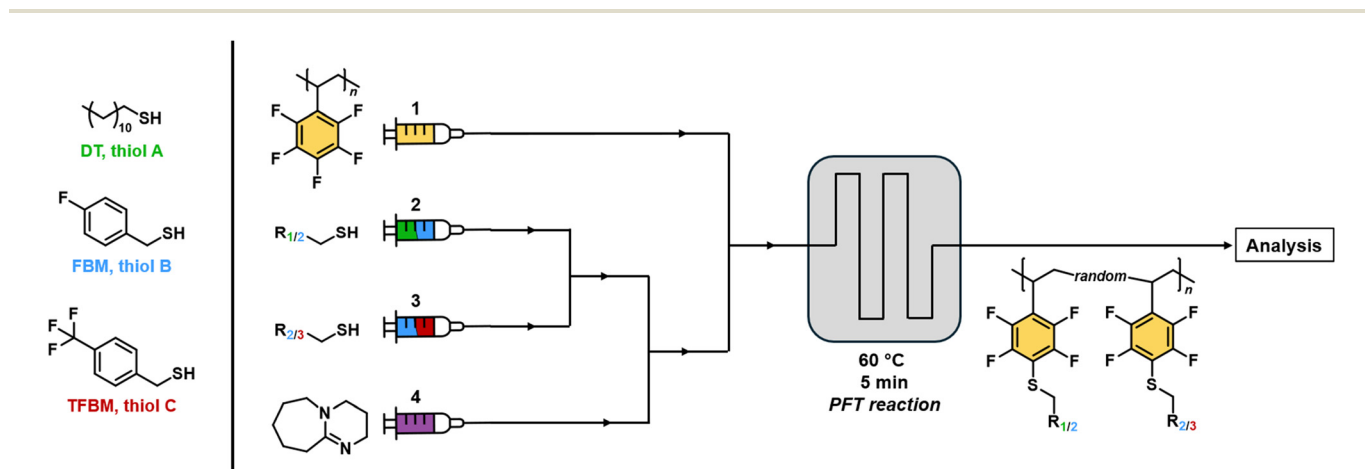 10
SH
DT, thiol A
F
SH
FBM, thiol B
F
F
F
SH
TFBM, thiol C
n
F
F
F
F
F
1
R1/2
SH
2
R2/3
SH
3
N
N
4
60 °C
5 min
PFT reaction
Analysis
random
n
F
F
F
F
F
F
F
F
S
S
R1/2
R2/3